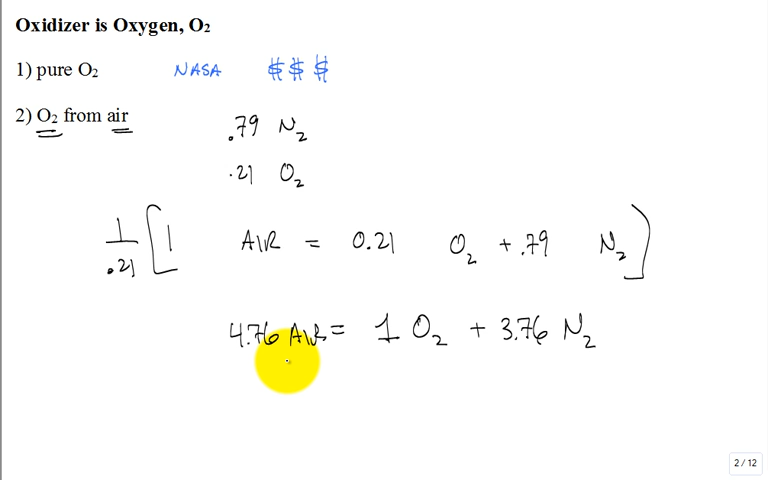 Oxidizer is Oxygen, O₂
1) pure O₂ NASA $ $ $
2) O₂ from air
.79 N₂
.21 O₂
1/.21 [ 1 AIR = 0.21 O₂ + .79 N₂ ]
4.76 AIR = 1 O₂ + 3.76 N₂
2 / 12